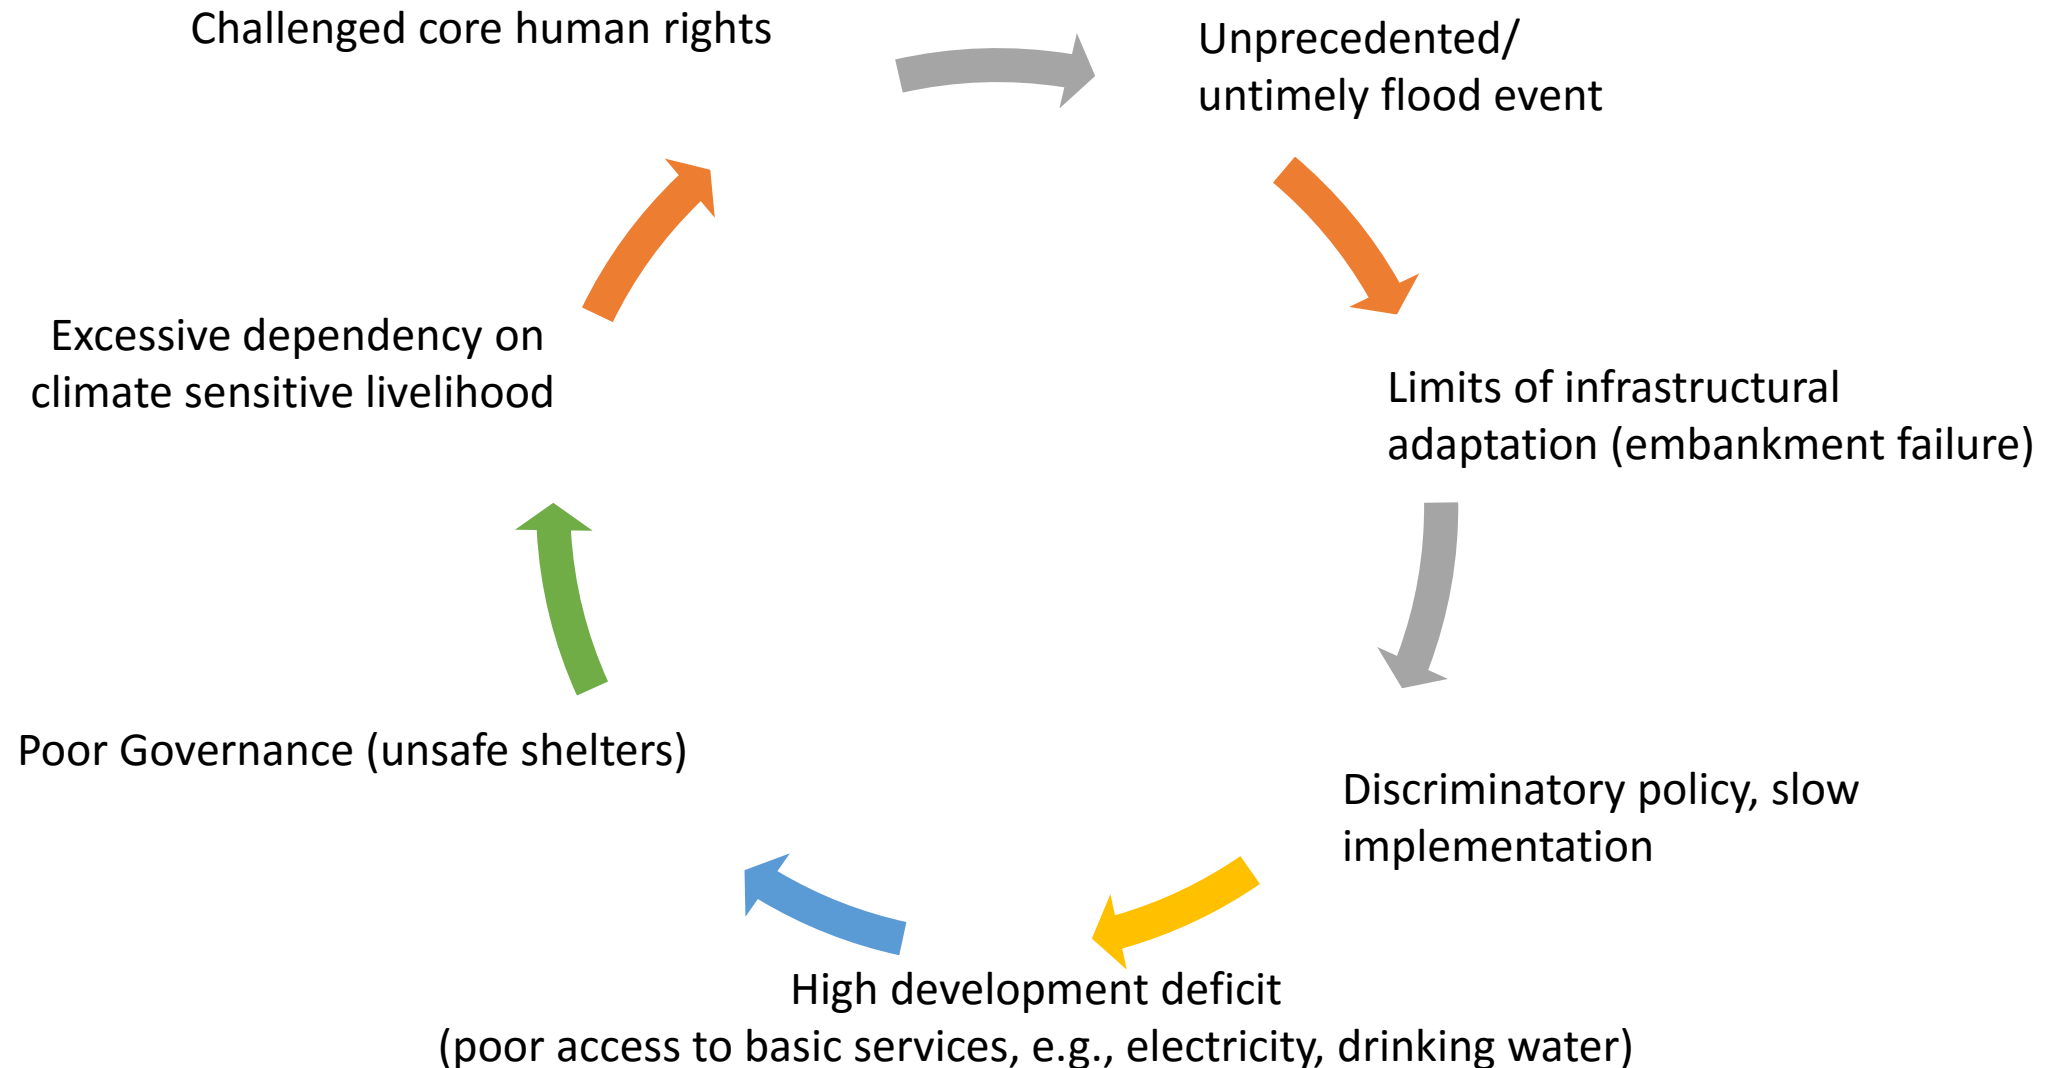 Challenged core human rights
Unprecedented/
untimely flood event
Limits of infrastructural
adaptation (embankment failure)
Discriminatory policy, slow
implementation
High development deficit
(poor access to basic services, e.g., electricity, drinking water)
Poor Governance (unsafe shelters)
Excessive dependency on
climate sensitive livelihood